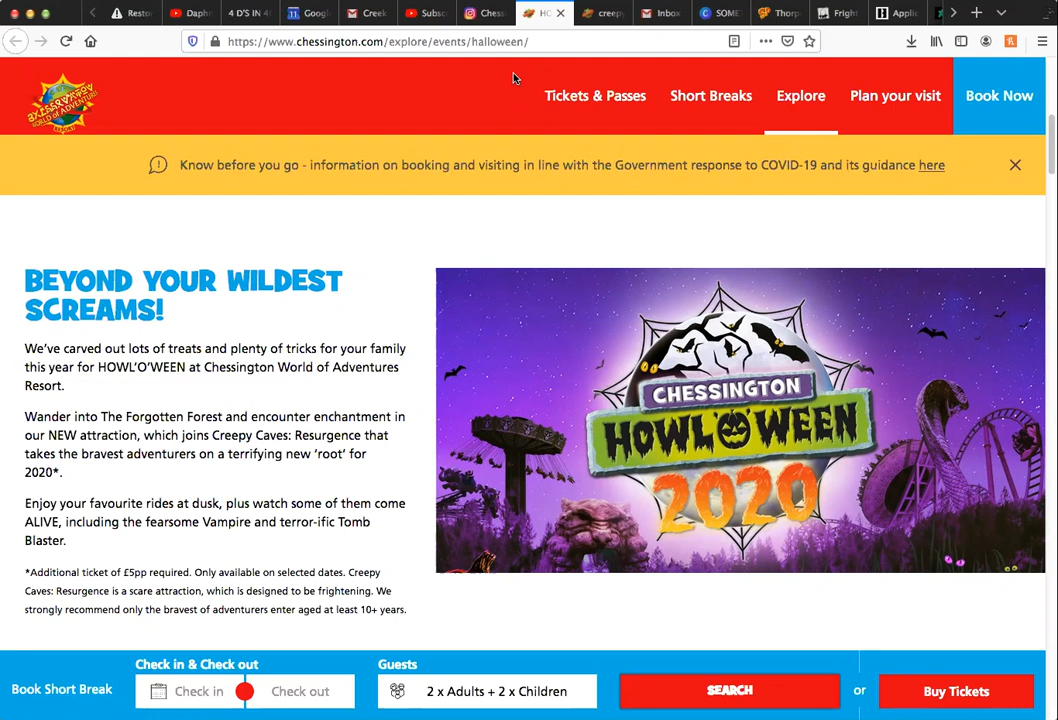 Restor
Daph
4 D'S IN 4
Googl
Creek
Subsc
Chess
HO
creepy
Inbox
SOME
Thorp
Fright
Applic
https://www.chessington.com/explore/events/halloween/
CHESSINGTON
WORLD OF ADVENTURES
RESORT
Tickets & Passes
Short Breaks
Explore
Plan your visit
Book Now
Know before you go - information on booking and visiting in line with the Government response to COVID-19 and its guidance here
BEYOND YOUR WILDEST
SCREAMS!
We've carved out lots of treats and plenty of tricks for your family
this year for HOWL'O'WEEN at Chessington World of Adventures
Resort.
Wander into The Forgotten Forest and encounter enchantment in
our NEW attraction, which joins Creepy Caves: Resurgence that
takes the bravest adventurers on a terrifying new 'root' for
2020*.
Enjoy your favourite rides at dusk, plus watch some of them come
ALIVE, including the fearsome Vampire and terror-ific Tomb
Blaster.
*Additional ticket of £5pp required. Only available on selected dates. Creepy
Caves: Resurgence is a scare attraction, which is designed to be frightening. We
strongly recommend only the bravest of adventurers enter aged at least 10+ years.
CHESSINGTON
HOWL'O'WEEN
2020
Book Short Break
Check in & Check out
Check in
Check out
Guests
2 x Adults + 2 x Children
SEARCH
or
Buy Tickets